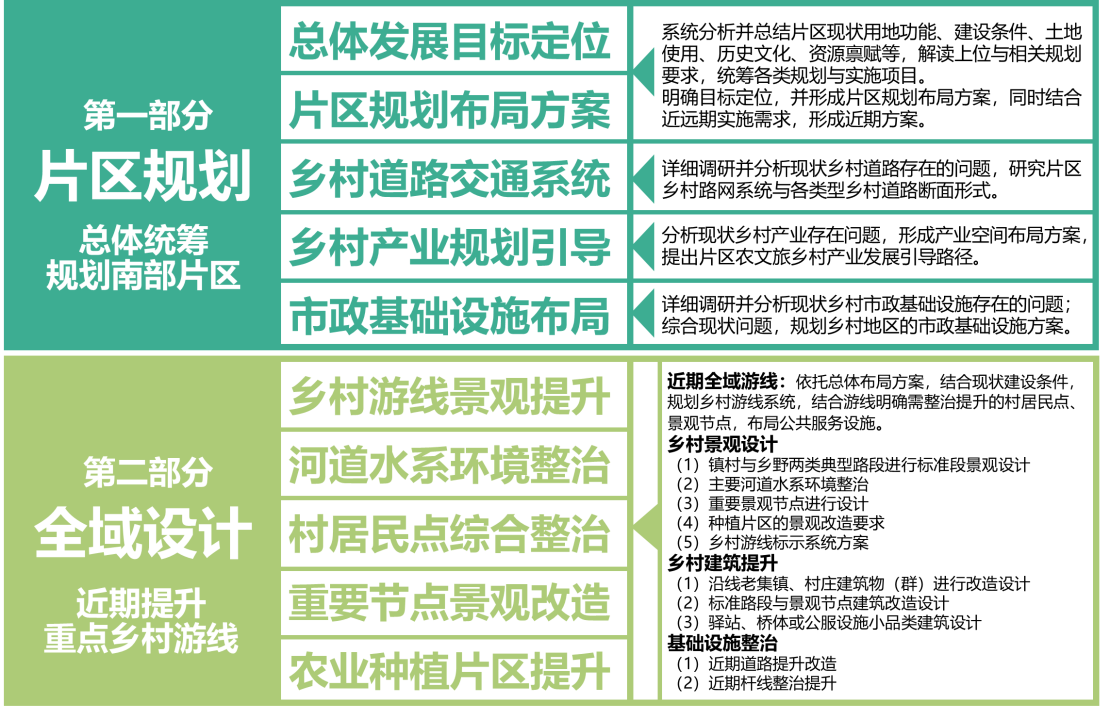 第一部分
片区规划
总体统筹
规划南部片区
总体发展目标定位
片区规划布局方案
系统分析并总结片区现状用地功能、建设条件、土地
使用、历史文化、资源禀赋等，解读上位与相关规划
要求，统筹各类规划与实施项目。
明确目标定位，并形成片区规划布局方案，同时结合
近远期实施需求，形成近期方案。
乡村道路交通系统
详细调研并分析现状乡村道路存在的问题，研究片区
乡村路网系统与各类型乡村道路断面形式。
乡村产业规划引导
分析现状乡村产业存在问题，形成产业空间布局方案，
提出片区农文旅乡村产业发展引导路径。
市政基础设施布局
详细调研并分析现状乡村市政基础设施存在的问题；
综合现状问题，规划乡村地区的市政基础设施方案。
第二部分
全域设计
近期提升
重点乡村游线
乡村游线景观提升
河道水系环境整治
村居民点综合整治
重要节点景观改造
农业种植片区提升
近期全域游线：依托总体布局方案，结合现状建设条件，
规划乡村游线系统，结合游线明确需整治提升的村居民点、
景观节点，布局公共服务设施。
乡村景观设计
（1）镇村与乡野两类典型路段进行标准段景观设计
（2）主要河道水系环境整治
（3）重要景观节点进行设计
（4）种植片区的景观改造要求
（5）乡村游线标示系统方案
乡村建筑提升
（1）沿线老集镇、村庄建筑物（群）进行改造设计
（2）标准路段与景观节点建筑改造设计
（3）驿站、桥体或公服设施小品类建筑设计
基础设施整治
（1）近期道路提升改造
（2）近期杆线整治提升